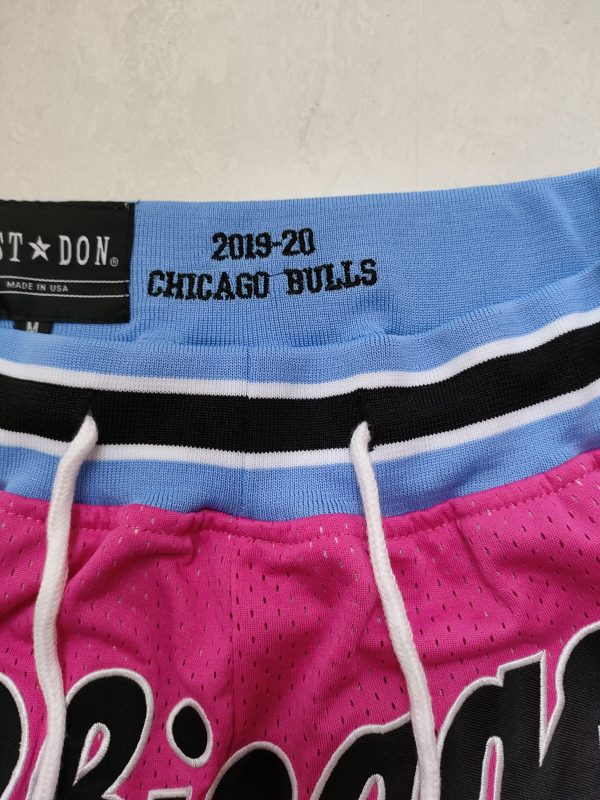 ST★DON®
MADE IN USA
M
2019-20
CHICAGO BULLS